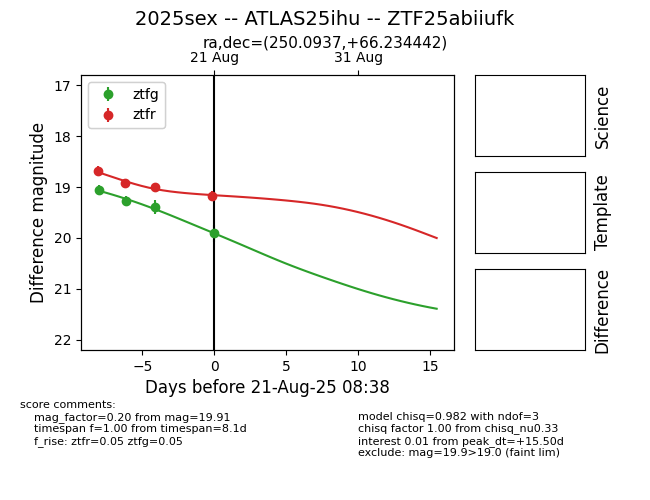 2025sex -- ATLAS25ihu -- ZTF25abiiufk
ra,dec=(250.0937,+66.234442)
21 Aug
31 Aug
ztfg
ztfr
17
18
19
20
21
22
Difference magnitude
−5
0
5
10
15
Days before 21-Aug-25 08:38
Science
Template
Difference
score comments:
mag_factor=0.20 from mag=19.91
timespan f=1.00 from timespan=8.1d
f_rise: ztfr=0.05 ztfg=0.05
model chisq=0.982 with ndof=3
chisq factor 1.00 from chisq_nu0.33
interest 0.01 from peak_dt=+15.50d
exclude: mag=19.9>19.0 (faint lim)